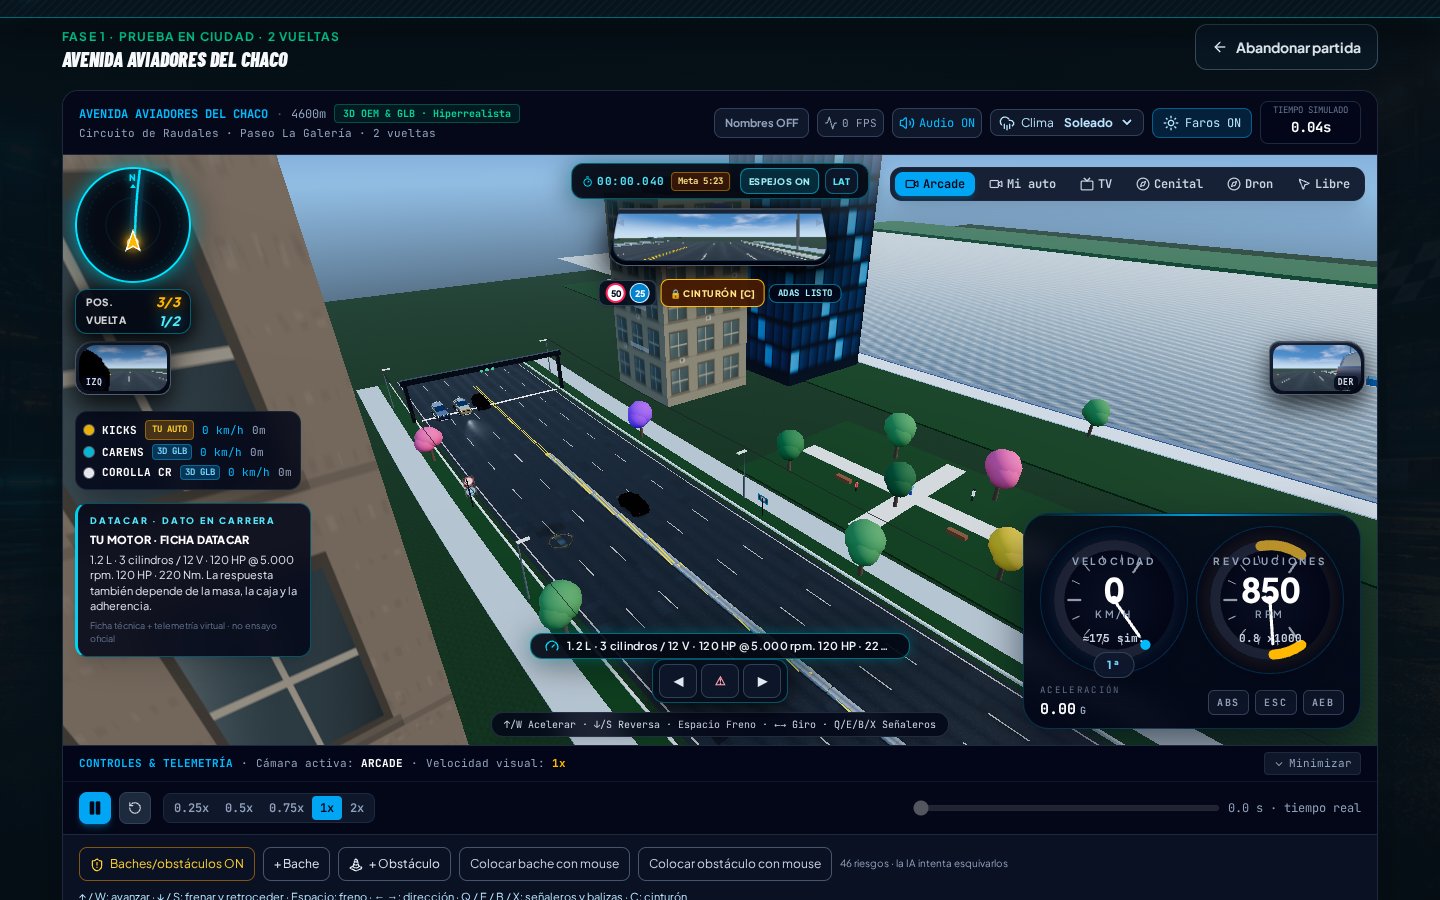 FASE 1 · PRUEBA EN CIUDAD · 2 VUELTAS
AVENIDA AVIADORES DEL CHACO
Abandonar partida
AVENIDA AVIADORES DEL CHACO · 4600m 3D OEM & GLB · Hiperrealista
Circuito de Raudales · Paseo La Galería · 2 vueltas
Nombres OFF
0 FPS
Audio ON
Clima Soleado
Faros ON
TIEMPO SIMULADO
0.04s
N
00:00.040
Meta 5:23
ESPEJOS ON
LAT
Arcade
Mi auto
TV
Cenital
Dron
Libre
50
25
CINTURÓN [C]
ADAS LISTO
POS. 3/3
VUELTA 1/2
IZQ
DER
KICKS TU AUTO 0 km/h 0m
CARENS 3D GLB 0 km/h 0m
COROLLA CR 3D GLB 0 km/h 0m
DATACAR · DATO EN CARRERA
TU MOTOR · FICHA DATACAR
1.2 L · 3 cilindros / 12 V · 120 HP @ 5.000
rpm. 120 HP · 220 Nm. La respuesta
también depende de la masa, la caja y la
adherencia.
Ficha técnica + telemetría virtual · no ensayo
oficial
1.2 L · 3 cilindros / 12 V · 120 HP @ 5.000 rpm. 120 HP · 22...
↑/W Acelerar · ↓/S Reversa · Espacio Freno · ←→ Giro · Q/E/B/X Señaleros
VELOCIDAD
0
KM/H
≈175 sim.
1ª
REVOLUCIONES
850
RPM
0.8 x1000
ACELERACIÓN
0.00 G
ABS
ESC
AEB
CONTROLES & TELEMETRÍA · Cámara activa: ARCADE · Velocidad visual: 1x
Minimizar
0.25x 0.5x 0.75x 1x 2x
0.0 s · tiempo real
Baches/obstáculos ON
+ Bache
+ Obstáculo
Colocar bache con mouse
Colocar obstáculo con mouse
46 riesgos · la IA intenta esquivarlos
↑ / W: avanzar · ↓ / S: frenar y retroceder · Espacio: freno · ← →: dirección · Q / E / B / X: señaleros y balizas · C: cinturón